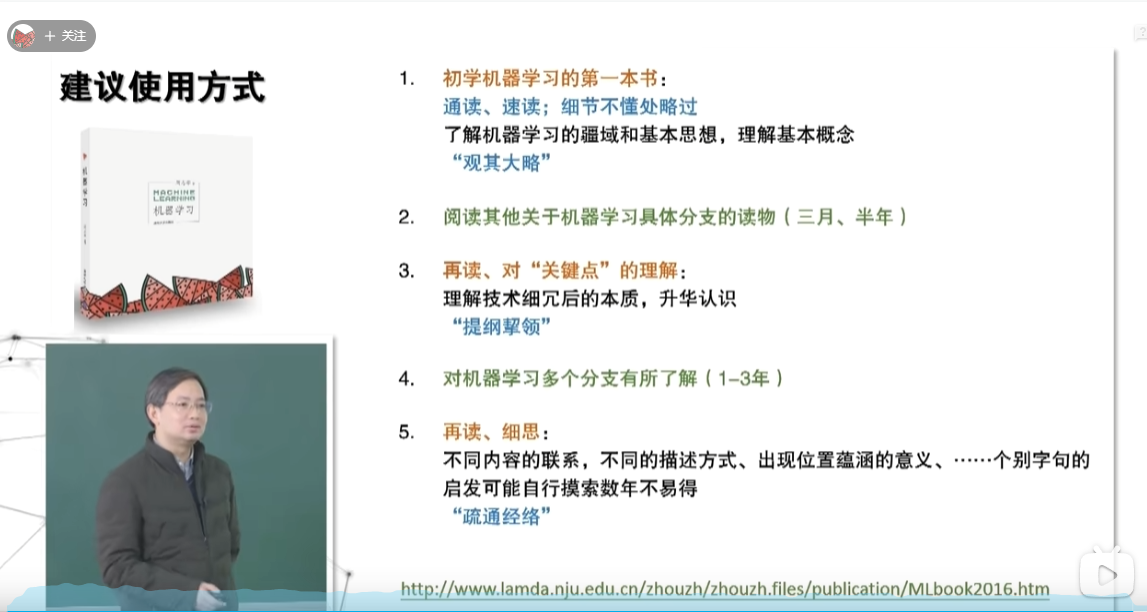 + 关注
建议使用方式
机器学习
MACHINE
LEARNING
机器学习
1. 初学机器学习的第一本书：
通读、速读；细节不懂处略过
了解机器学习的疆域和基本思想，理解基本概念
“观其大略”
2. 阅读其他关于机器学习具体分支的读物（三月、半年）
3. 再读、对“关键点”的理解：
理解技术细冗后的本质，升华认识
“提纲挈领”
4. 对机器学习多个分支有所了解（1-3年）
5. 再读、细思：
不同内容的联系，不同的描述方式、出现位置蕴涵的意义、……个别字句的
启发可能自行摸索数年不易得
“疏通经络”
http://www.lamda.nju.edu.cn/zhouzh/zhouzh.files/publication/MLbook2016.htm